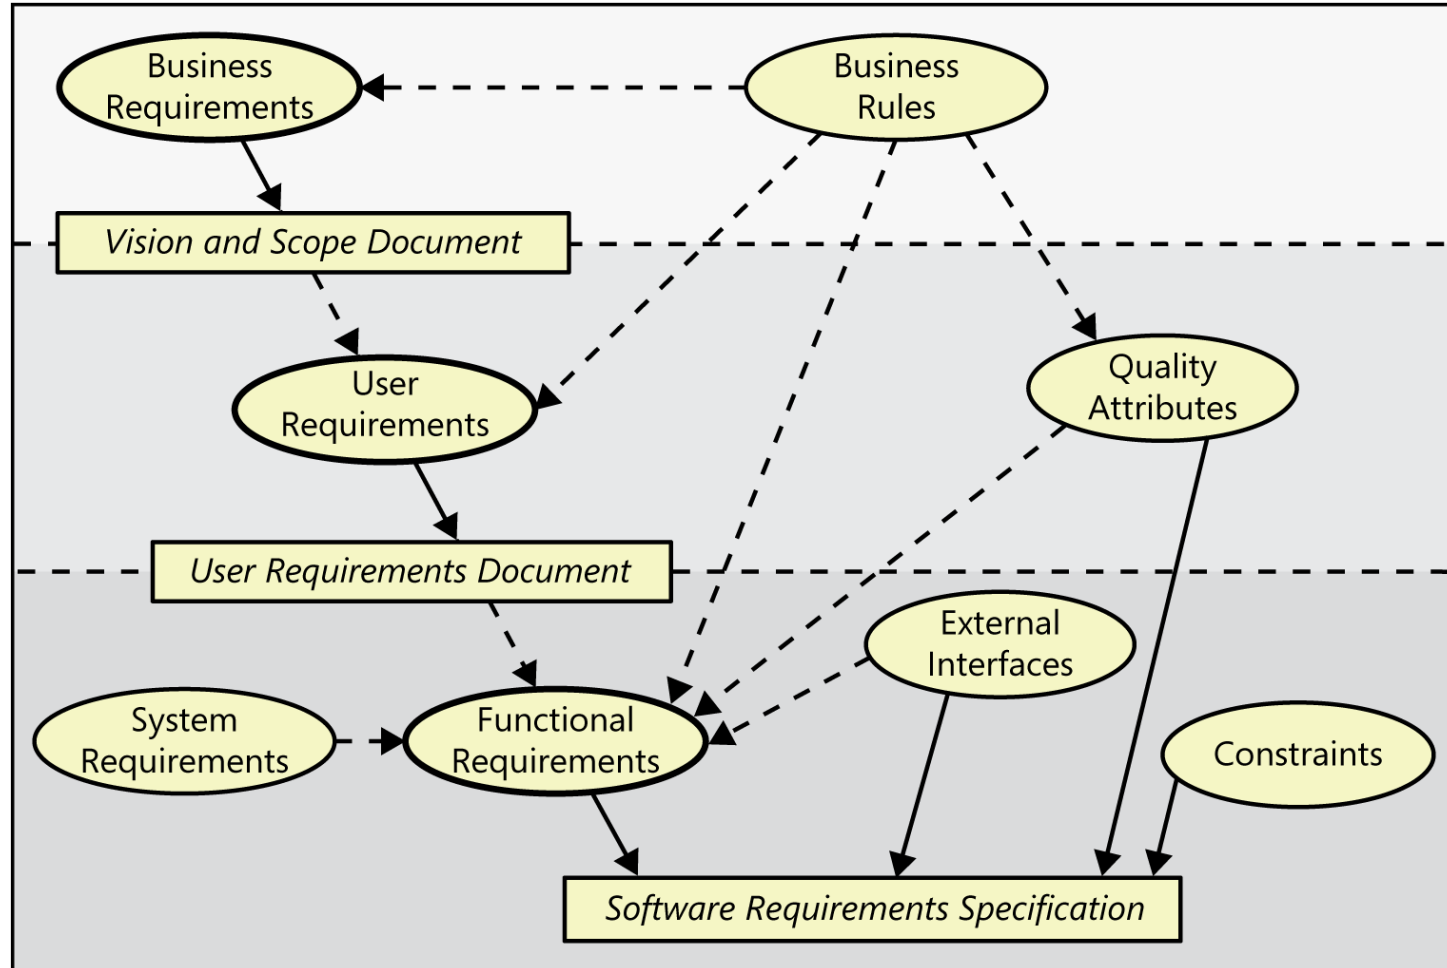 Business
Requirements
Business
Rules
Vision and Scope Document
User
Requirements
Quality
Attributes
User Requirements Document
External
Interfaces
System
Requirements
Functional
Requirements
Constraints
Software Requirements Specification